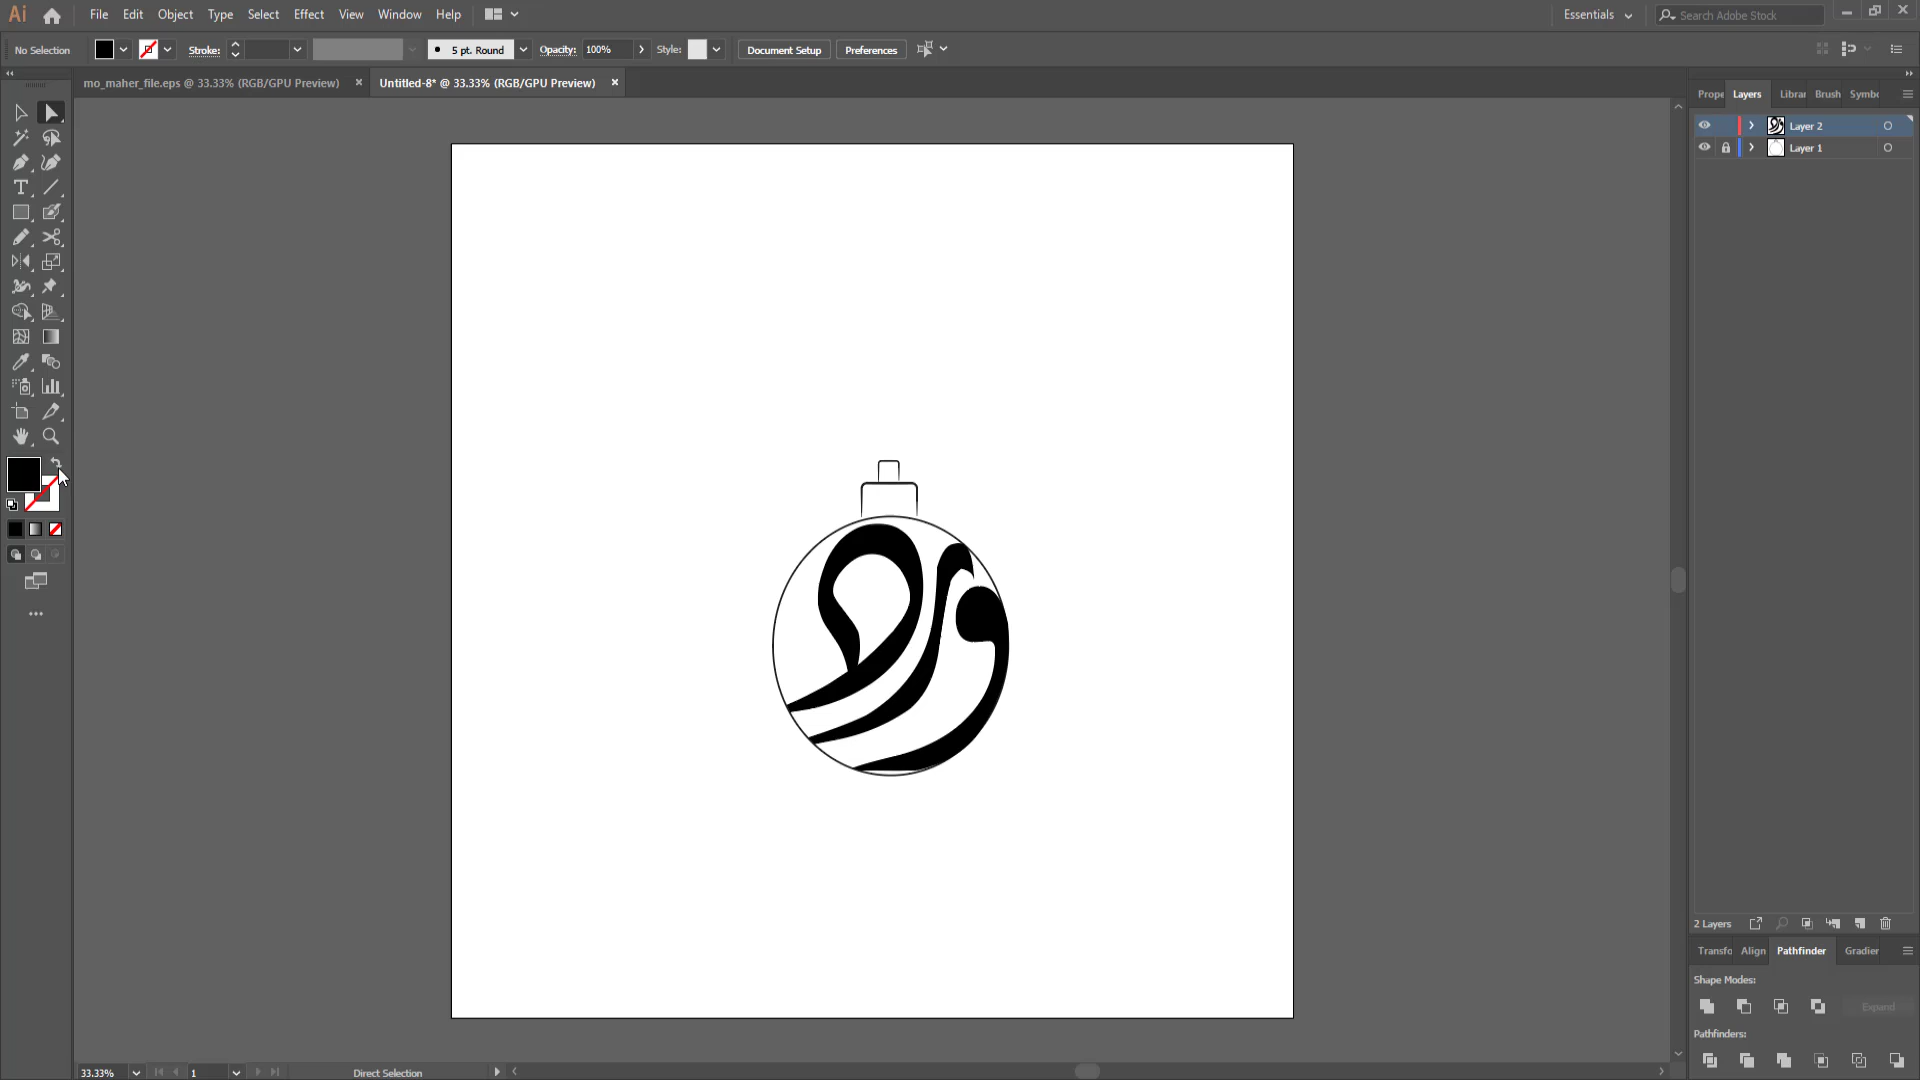 Ai File Edit Object Type Select Effect View Window Help Essentials Search Adobe Stock
No Selection Stroke: 5 pt. Round Opacity: 100% Style: Document Setup Preferences
mo_maher_file.eps @ 33.33% (RGB/GPU Preview) × Untitled-8* @ 33.33% (RGB/GPU Preview) ×
Prope Layers Librar Brush Symbo
Layer 2
Layer 1
2 Layers
Transfo Align Pathfinder Gradien
Shape Modes:
Expand
Pathfinders:
33.33% 1 Direct Selection